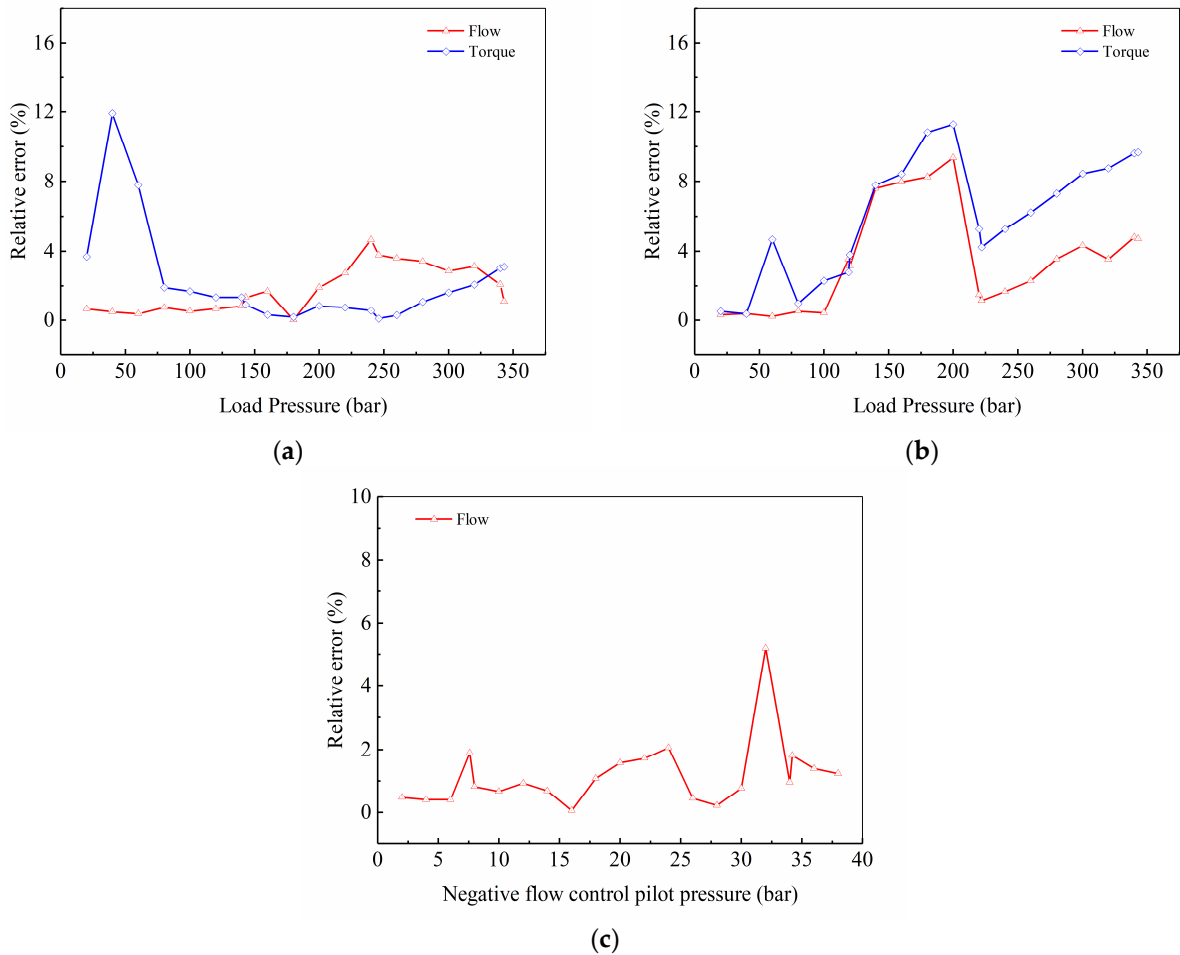 Relative error (%)
16
12
8
4
0
Flow
Torque
0 50 100 150 200 250 300 350
Load Pressure (bar)
(a)
Relative error (%)
16
12
8
4
0
Flow
Torque
0 50 100 150 200 250 300 350
Load Pressure (bar)
(b)
Relative error (%)
10
8
6
4
2
0
Flow
0 5 10 15 20 25 30 35 40
Negative flow control pilot pressure (bar)
(c)